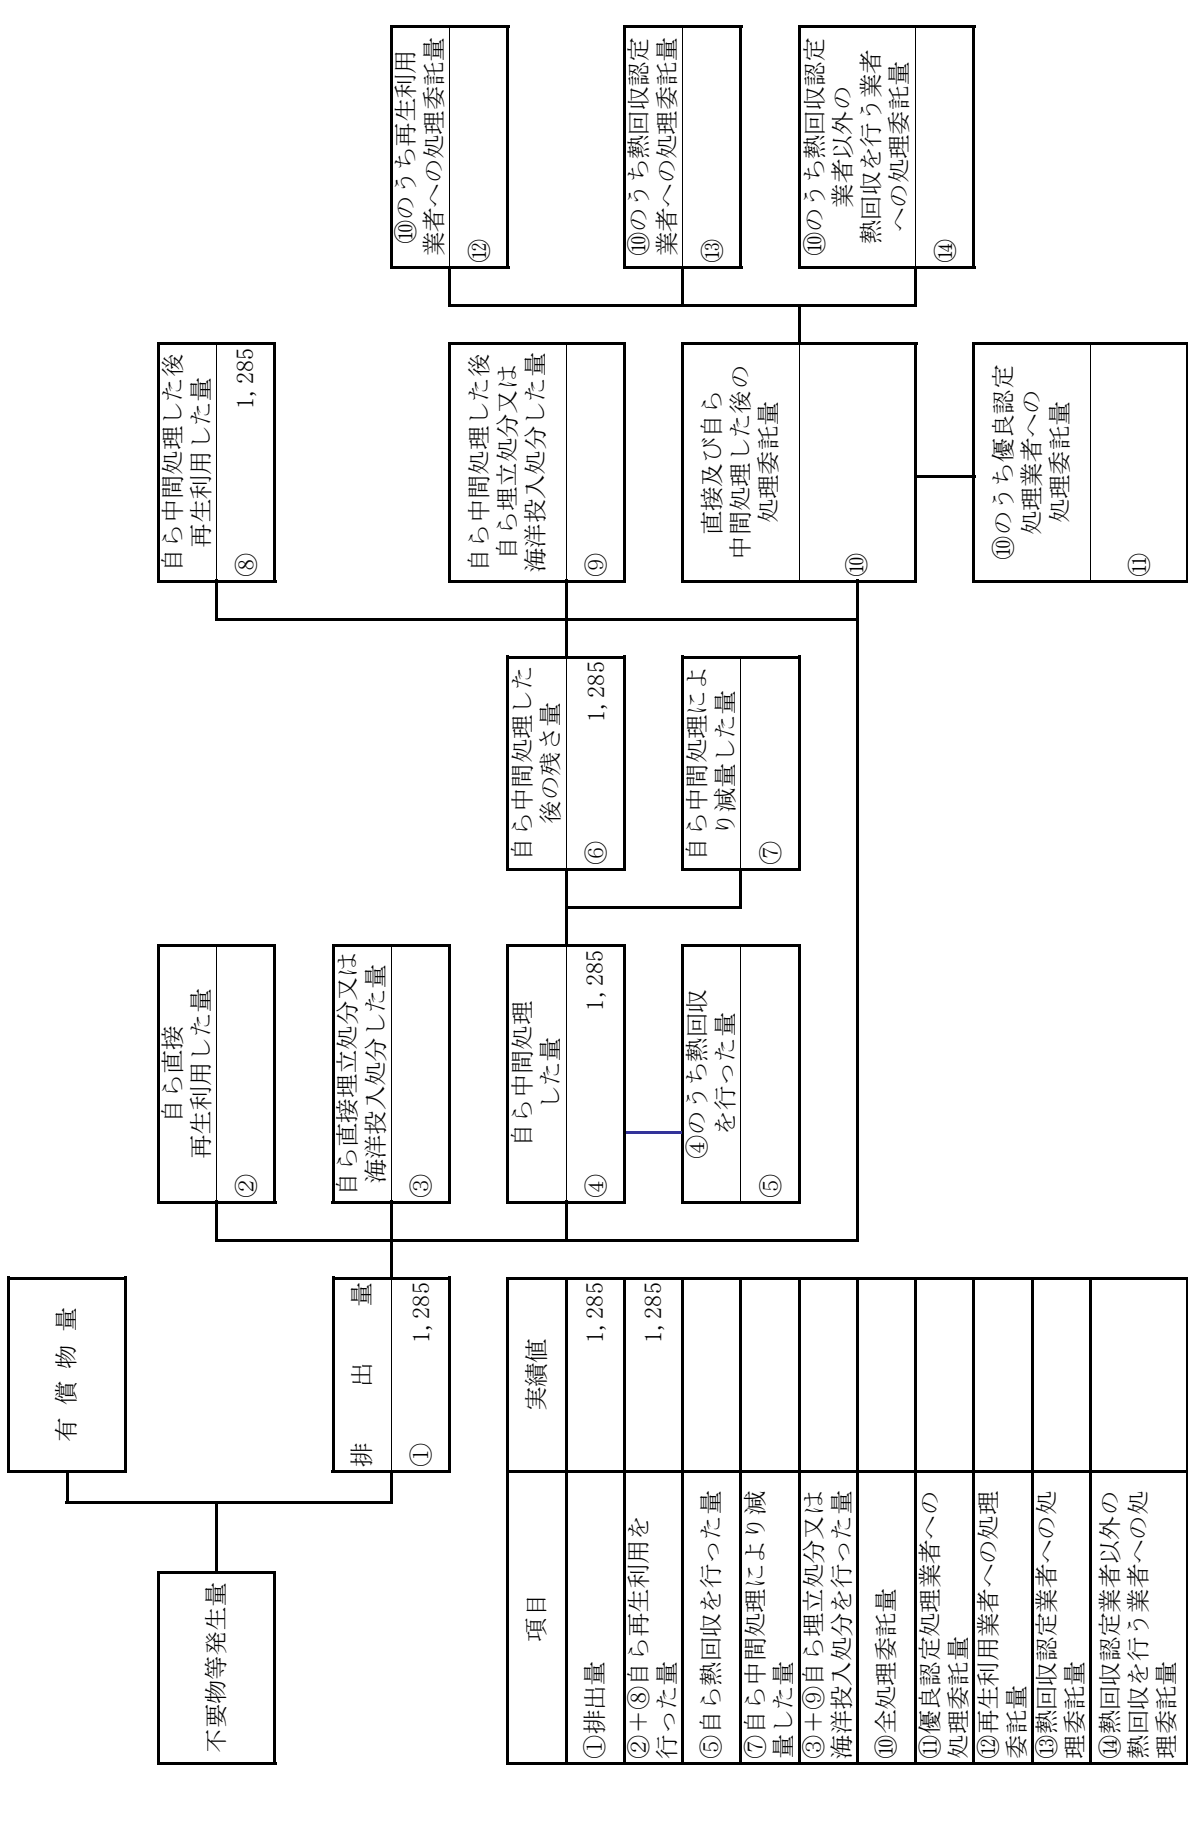 有償物量
不要物等発生量
排出量
① 1,285
自ら直接
再生利用した量
②
自ら直接埋立処分又は
海洋投入処分した量
③
自ら中間処理
した量
④ 1,285
④のうち熱回収
を行った量
⑤
自ら中間処理した
後の残さ量
⑥ 1,285
自ら中間処理によ
り減量した量
⑦
自ら中間処理した後
再生利用した量
⑧ 1,285
自ら中間処理した後
自ら埋立処分又は
海洋投入処分した量
⑨
直接及び自ら
中間処理した後の
処理委託量
⑩
⑩のうち優良認定
処理業者への
処理委託量
⑪
⑩のうち再生利用
業者への処理委託量
⑫
⑩のうち熱回収認定
業者への処理委託量
⑬
⑩のうち熱回収認定
業者以外の
熱回収を行う業者
への処理委託量
⑭
項目 実績値
①排出量 1,285
②+⑧自ら再生利用を
行った量 1,285
⑤自ら熱回収を行った量
⑦自ら中間処理により減
量した量
③+⑨自ら埋立処分又は
海洋投入処分を行った量
⑩全処理委託量
⑪優良認定処理業者への
処理委託量
⑫再生利用業者への処理
委託量
⑬熱回収認定業者への処
理委託量
⑭熱回収認定業者以外の
熱回収を行う業者への処
理委託量